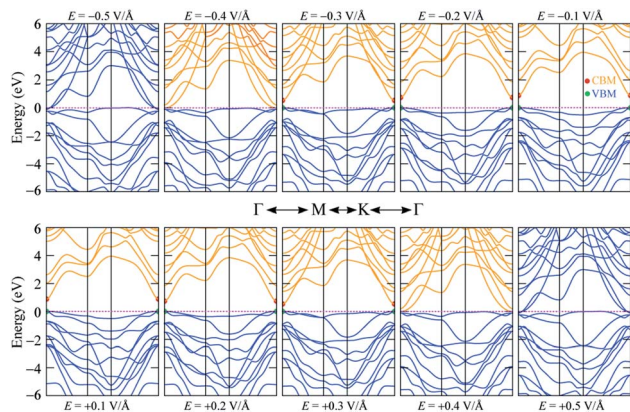 E = −0.5 V/Å E = −0.4 V/Å E = −0.3 V/Å E = −0.2 V/Å E = −0.1 V/Å
Energy (eV)
6
4
2
0
−2
−4
−6
CBM
VBM
Γ ⟷ M ⟷ K ⟷ Γ
Energy (eV)
6
4
2
0
−2
−4
−6
E = +0.1 V/Å E = +0.2 V/Å E = +0.3 V/Å E = +0.4 V/Å E = +0.5 V/Å